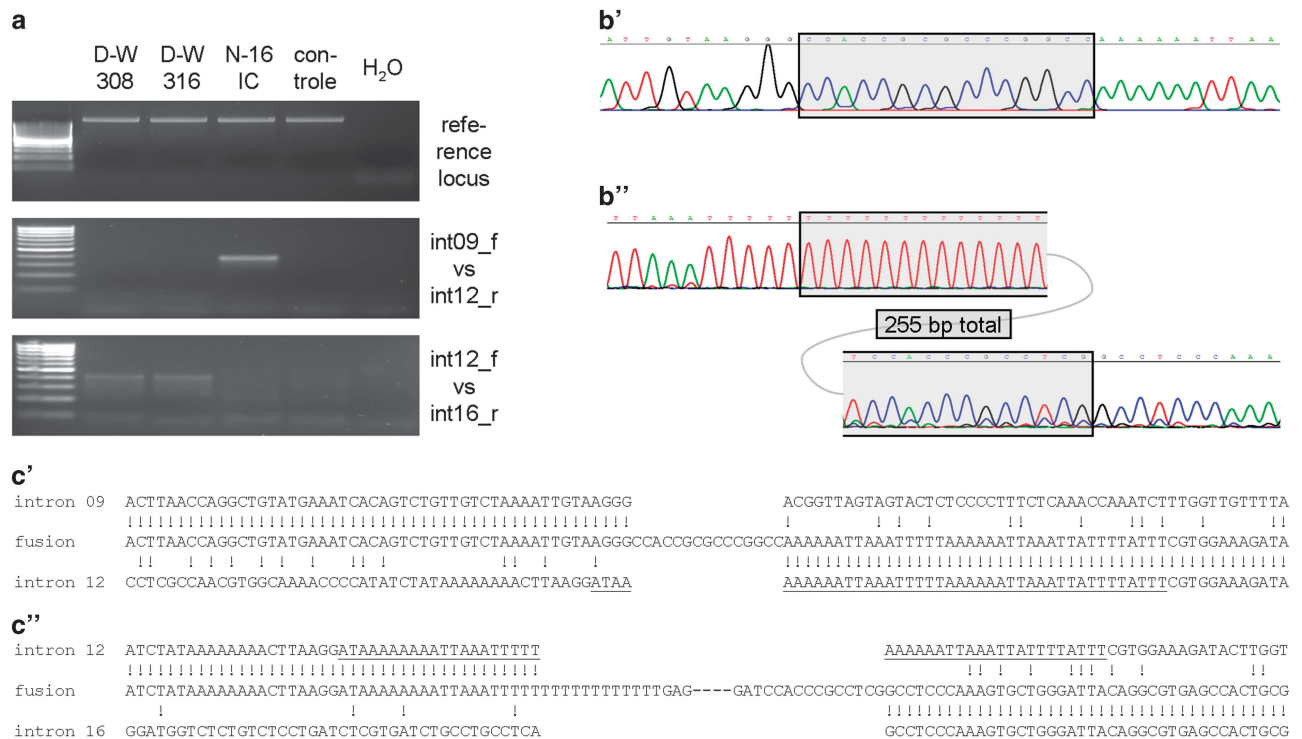 a
D-W 308
D-W 316
N-16 IC
con-trole
H2O
refe-
rence
locus
int09_f
vs
int12_r
int12_f
vs
int16_r
b'
A T T G T A A G G G C C A C C G C G C C C G G C C A A A A A A T T A A
b''
T T A A A T T T T T T T T T T T T T T T T T T
255 bp total
T C C A C C C G C C T C G G C C T C C C A A A
c'
intron 09 ACTTAACCAGGCTGTATGAAATCACAGTCTGTTGTCTAAAATTGTAAGGG ACGGTTAGTAGTACTCTCCCCTTTCTCAAACCAAATCTTTGGTTGTTTTA
fusion ACTTAACCAGGCTGTATGAAATCACAGTCTGTTGTCTAAAATTGTAAGGGCCACCGCGCCCGGCCAAAAAATTAAATTTTTAAAAAATTAAATTATTTTATTTCGTGGAAAGATA
intron 12 CCTCGCCAACGTGGCAAAACCCCATATCTATAAAAAAAACTTAAGGATAA AAAAAATTAAATTTTTAAAAAATTAAATTATTTTATTTCGTGGAAAGATA
c''
intron 12 ATCTATAAAAAAAACTTAAGGATAAAAAAAATTAAATTTTT AAAAAATTAAATTATTTTATTTCGTGGAAAGATACTTGGT
fusion ATCTATAAAAAAAACTTAAGGATAAAAAAAATTAAATTTTTTTTTTTTTTTTTTTGAG----GATCCACCCGCCTCGGCCTCCCAAAGTGCTGGGATTACAGGCGTGAGCCACTGCG
intron 16 GGATGGTCTCTGTCTCCTGATCTCGTGATCTGCCTGCCTCA GCCTCCCAAAGTGCTGGGATTACAGGCGTGAGCCACTGCG